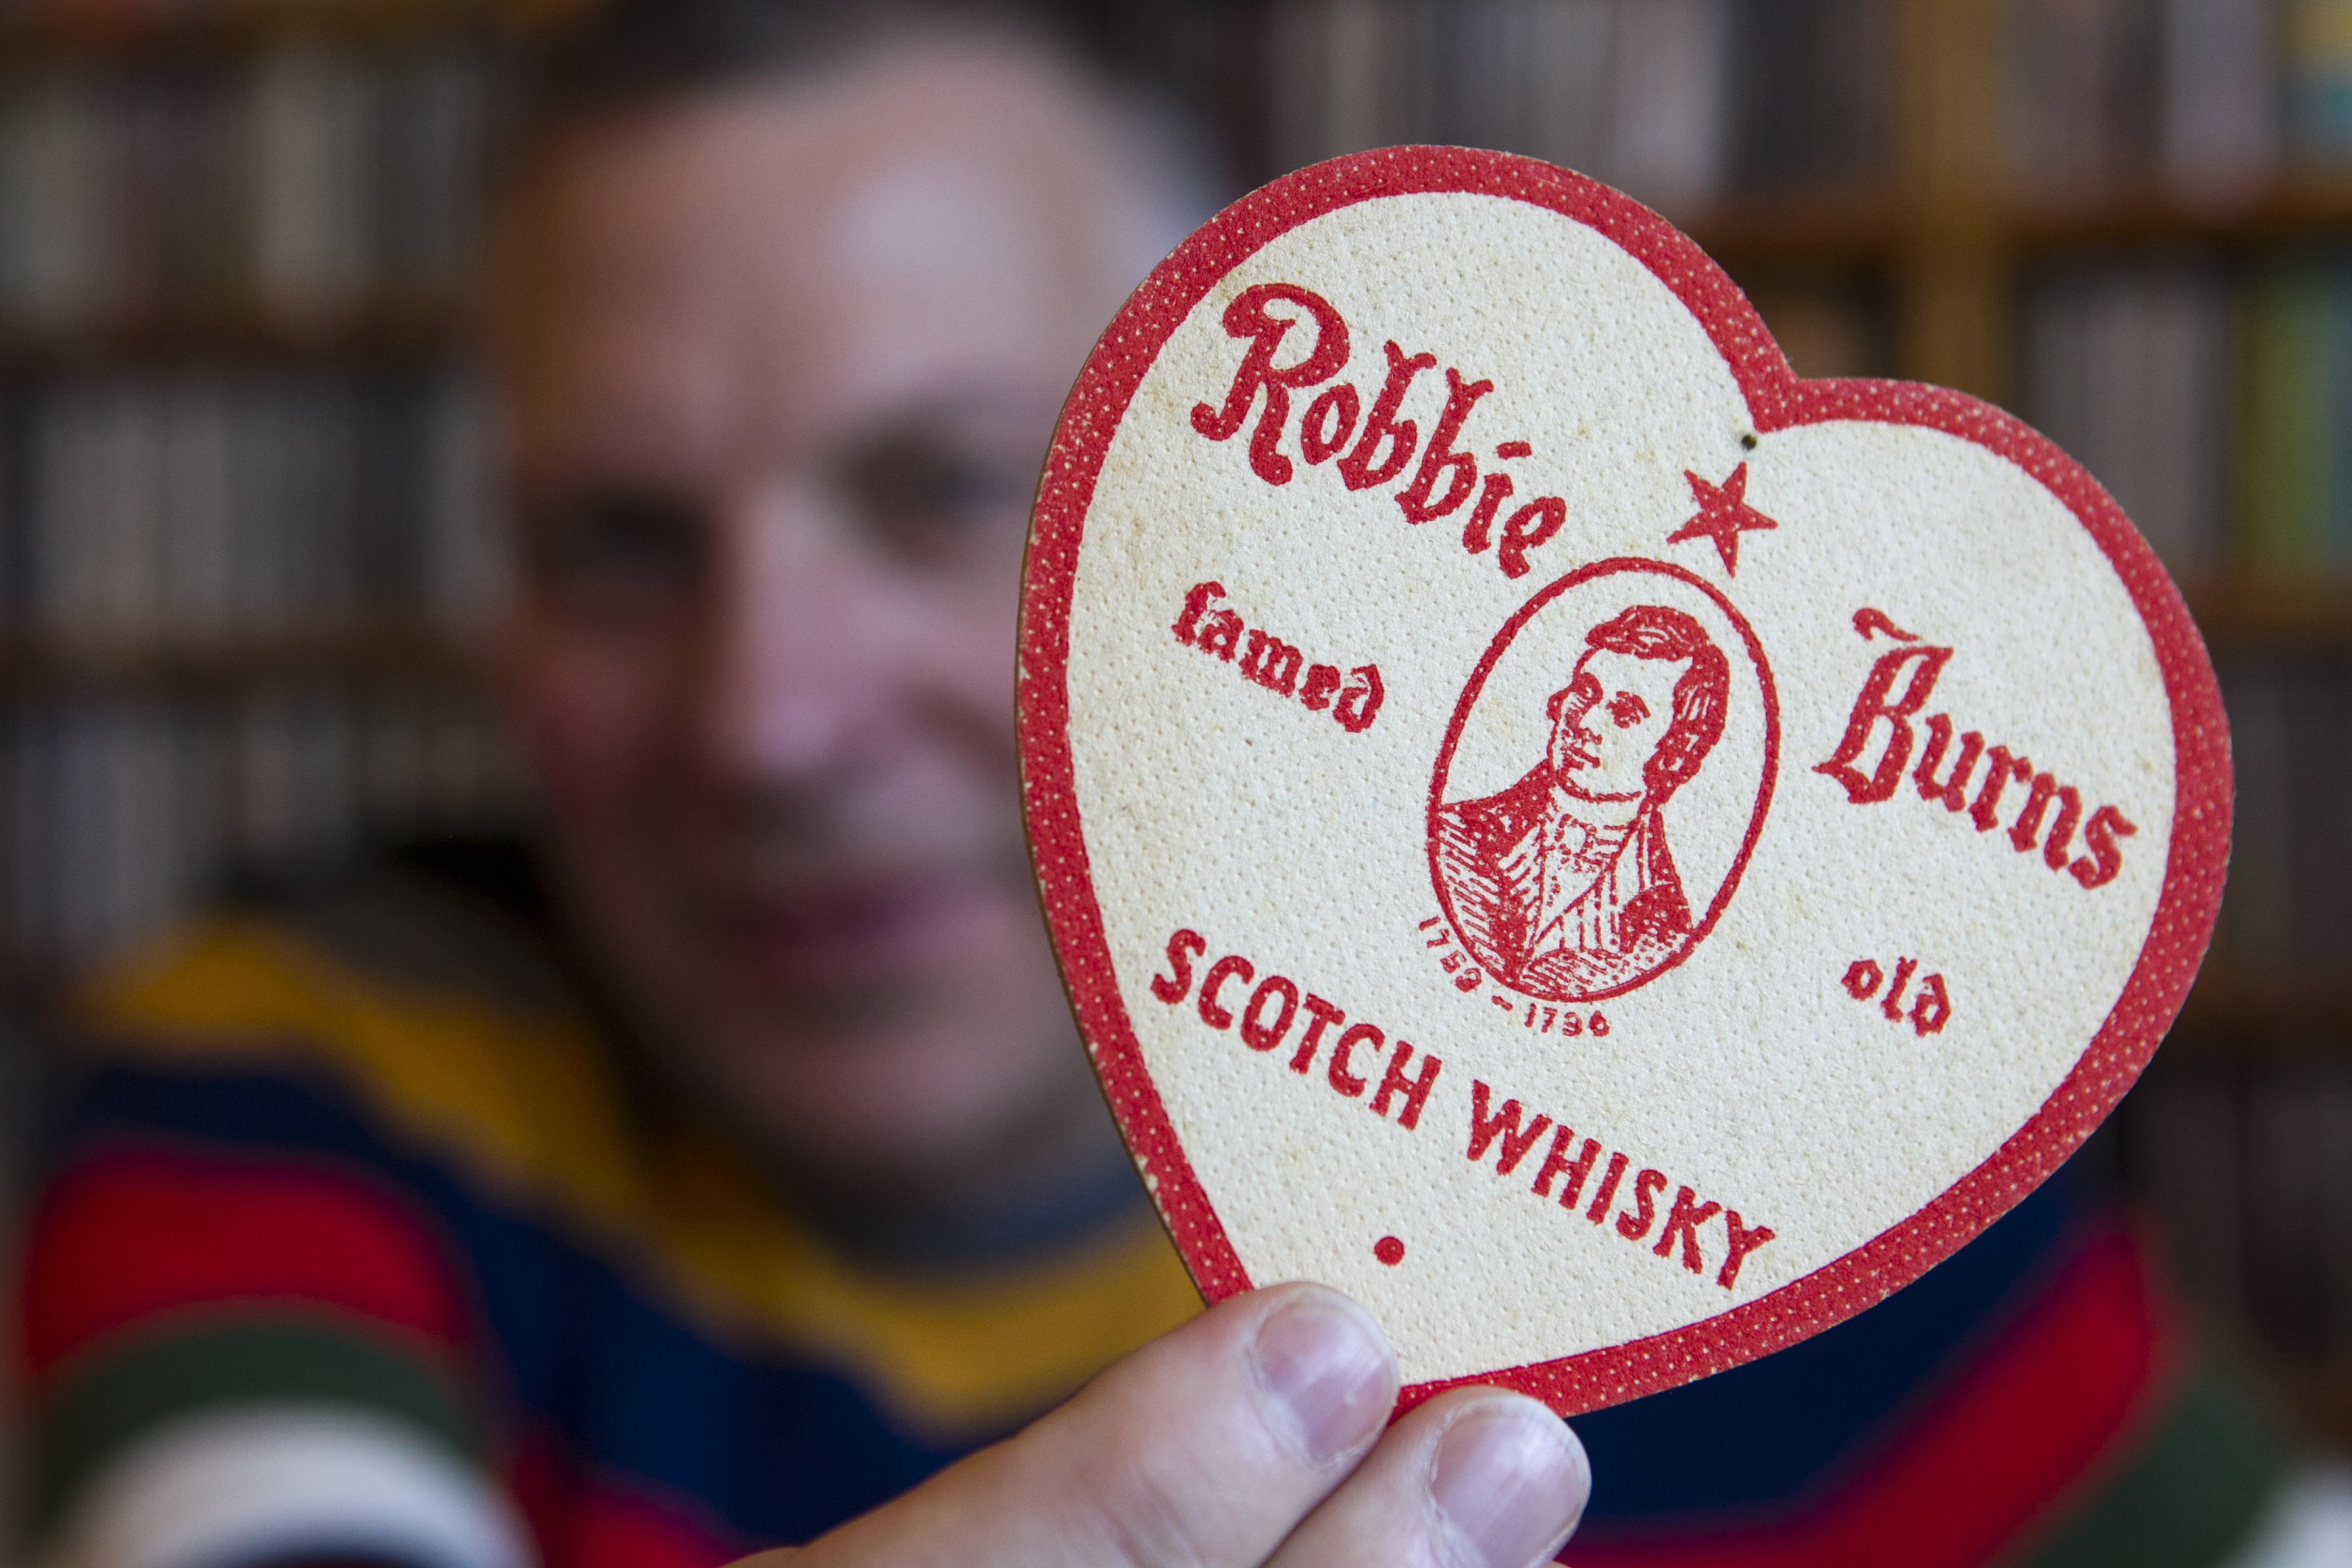 Robbie Burns
famed old
1759-1796
SCOTCH WHISKY